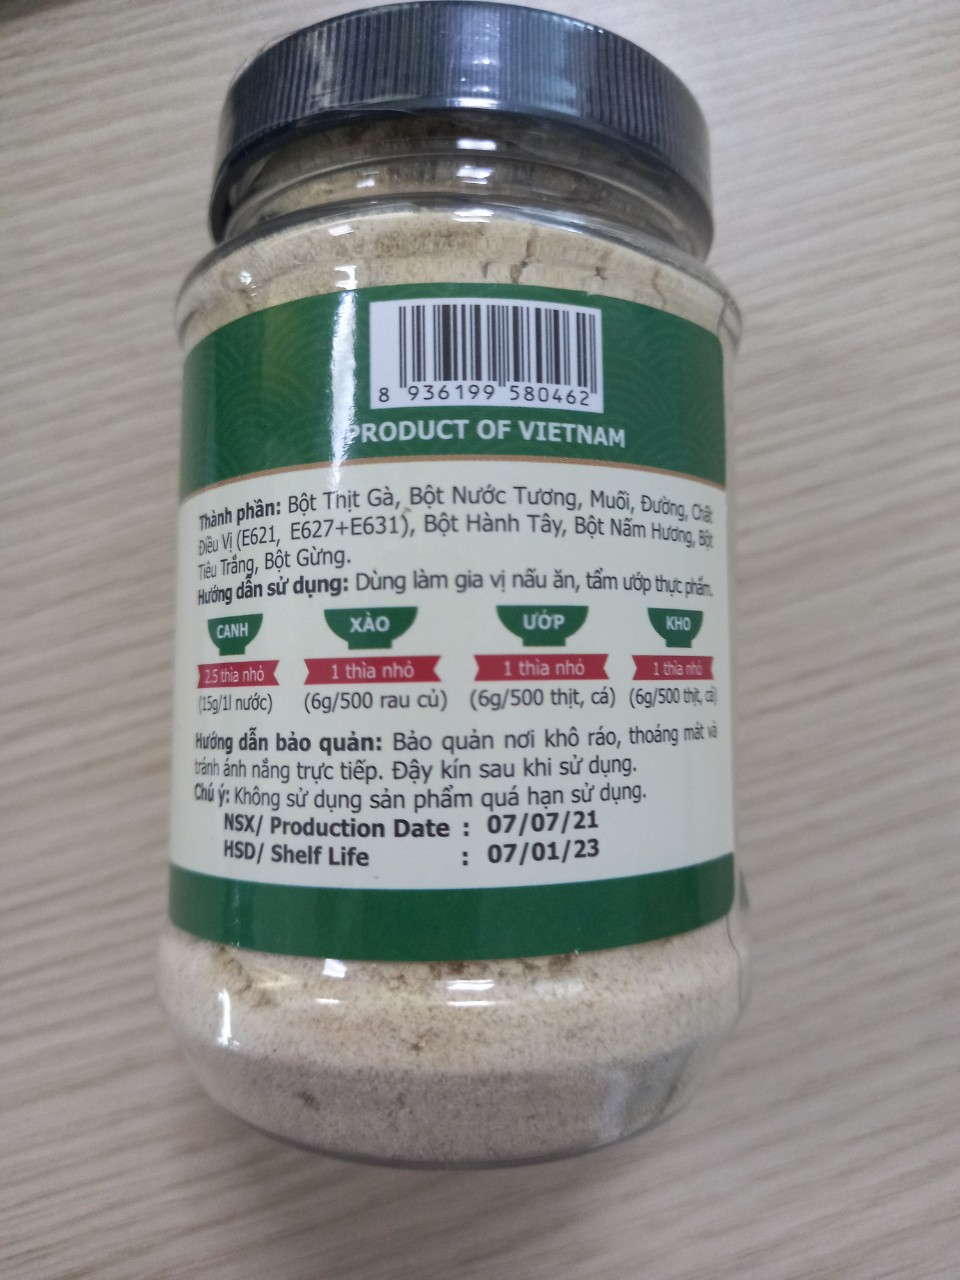 8 936199 580462
PRODUCT OF VIETNAM
Thành phần: Bột Thịt Gà, Bột Nước Tương, Muối, Đường, Chất
Điều Vị (E621, E627+E631), Bột Hành Tây, Bột Nấm Hương, Bột
Tiêu Trắng, Bột Gừng.
Hướng dẫn sử dụng: Dùng làm gia vị nấu ăn, tẩm ướp thực phẩm.
CANH XÀO ƯỚP KHO
2.5 thìa nhỏ 1 thìa nhỏ 1 thìa nhỏ 1 thìa nhỏ
(15g/1l nước) (6g/500 rau củ) (6g/500 thịt, cá) (6g/500 thịt, cá)
Hướng dẫn bảo quản: Bảo quản nơi khô ráo, thoáng mát và
tránh ánh nắng trực tiếp. Đậy kín sau khi sử dụng.
Chú ý: Không sử dụng sản phẩm quá hạn sử dụng.
NSX/ Production Date : 07/07/21
HSD/ Shelf Life : 07/01/23